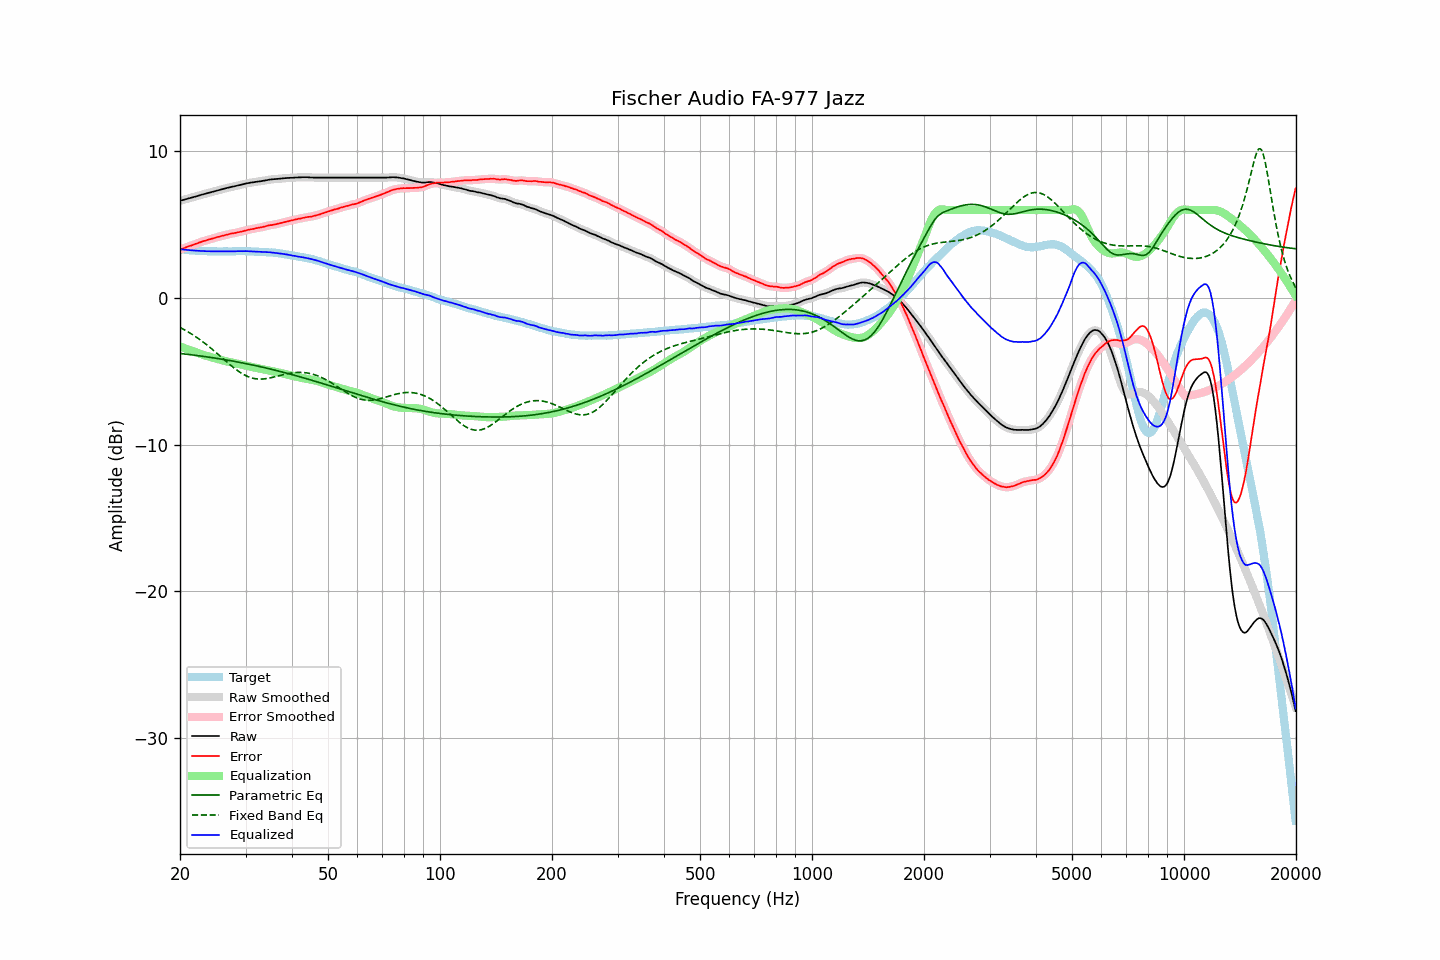 Fischer Audio FA-977 Jazz
10
0
−10
−20
−30
Amplitude (dBr)
Target
Raw Smoothed
Error Smoothed
Raw
Error
Equalization
Parametric Eq
Fixed Band Eq
Equalized
20 50 100 200 500 1000 2000 5000 10000 20000
Frequency (Hz)